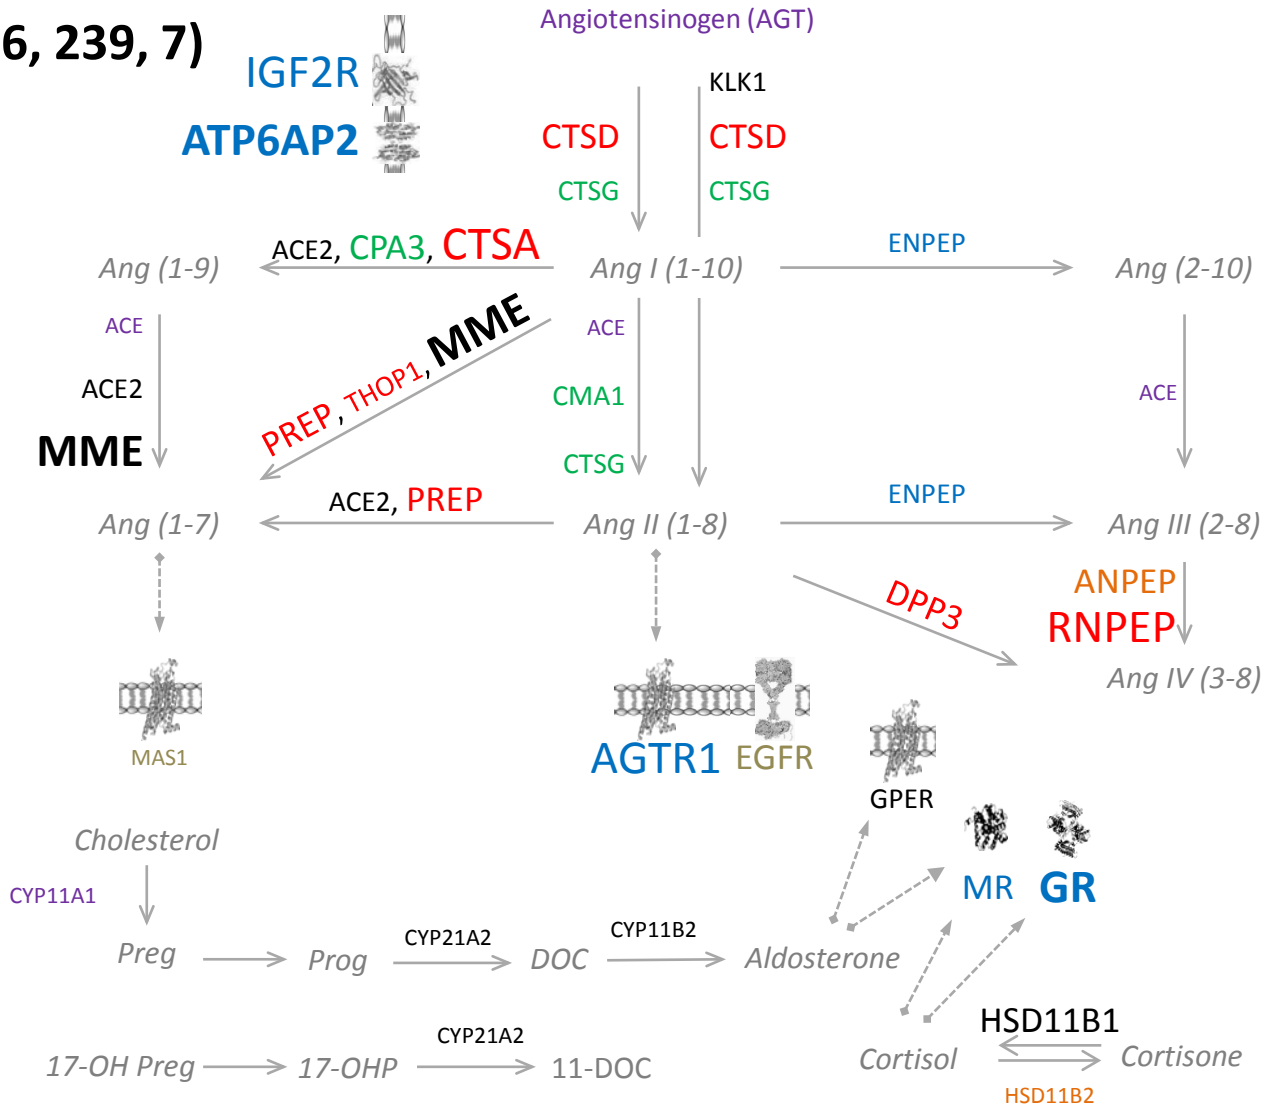 6, 239, 7)
Angiotensinogen (AGT)
IGF2R
ATP6AP2
KLK1
CTSD
CTSD
CTSG
CTSG
ACE2, CPA3, CTSA
ENPEP
Ang (1-9)
Ang I (1-10)
Ang (2-10)
ACE
ACE2
MME
PREP, THOP1, MME
ACE
CMA1
CTSG
ACE
ACE2, PREP
ENPEP
Ang (1-7)
Ang II (1-8)
Ang III (2-8)
DPP3
ANPEP
RNPEP
Ang IV (3-8)
MAS1
AGTR1
EGFR
GPER
MR
GR
Cholesterol
CYP11A1
Preg
Prog
CYP21A2
DOC
CYP11B2
Aldosterone
17-OH Preg
17-OHP
CYP21A2
11-DOC
Cortisol
HSD11B1
HSD11B2
Cortisone